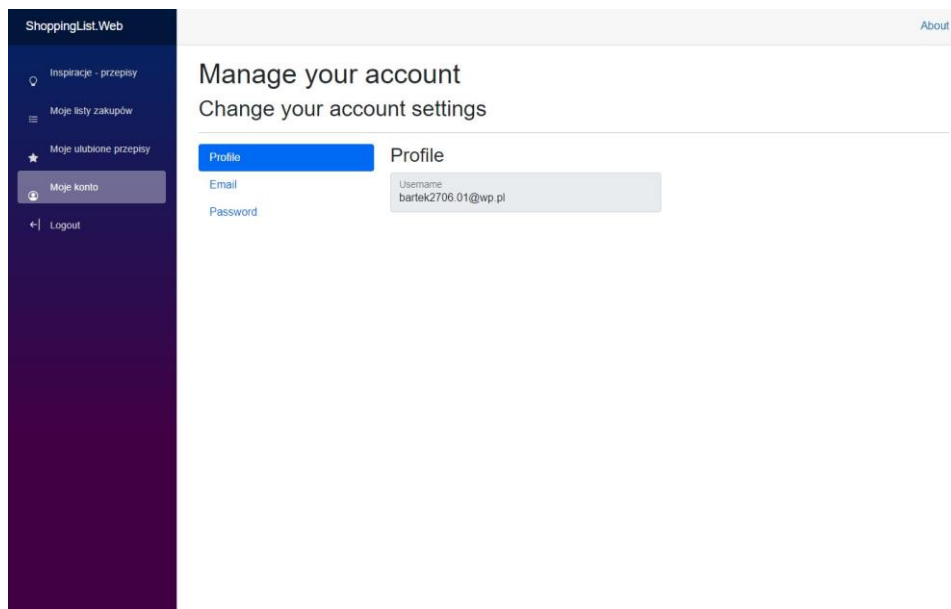 ShoppingList.Web
About
Inspiracje - przepisy
Moje listy zakupów
Moje ulubione przepisy
Moje konto
Logout
Manage your account
Change your account settings
Profile
Email
Password
Profile
Username
bartek2706.01@wp.pl